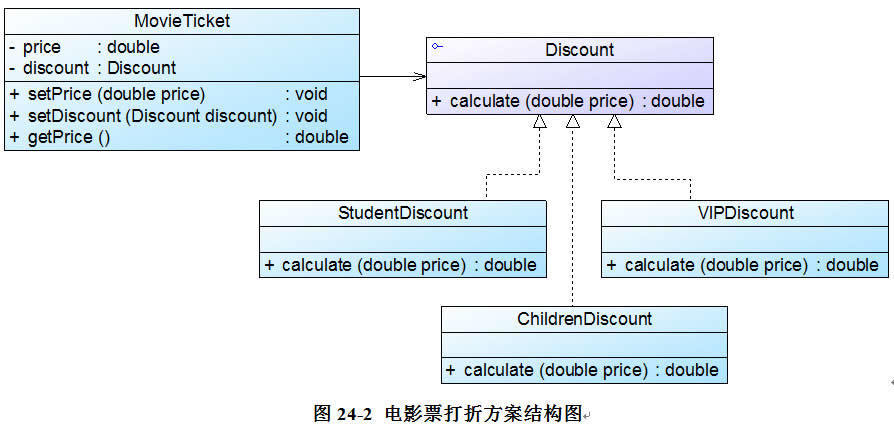 MovieTicket
- price : double
- discount : Discount
+ setPrice (double price) : void
+ setDiscount (Discount discount) : void
+ getPrice () : double
Discount
+ calculate (double price) : double
StudentDiscount
+ calculate (double price) : double
VIPDiscount
+ calculate (double price) : double
ChildrenDiscount
+ calculate (double price) : double
图 24-2 电影票打折方案结构图